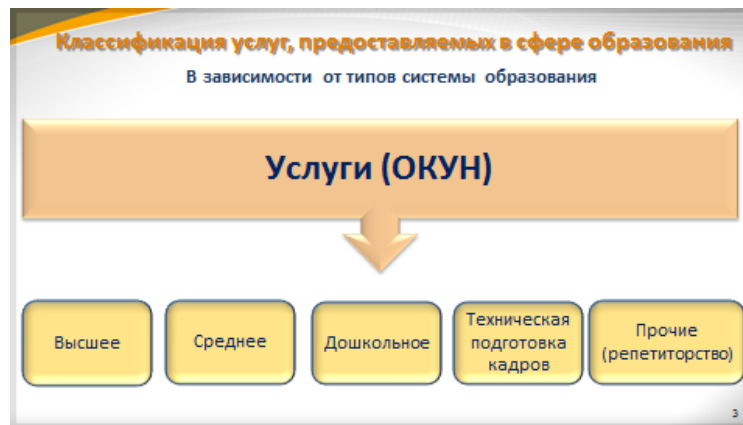 Классификация услуг, предоставляемых в сфере образования
В зависимости от типов системы образования
Услуги (ОКУН)
Высшее
Среднее
Дошкольное
Техническая
подготовка
кадров
Прочие
(репетиторство)
3